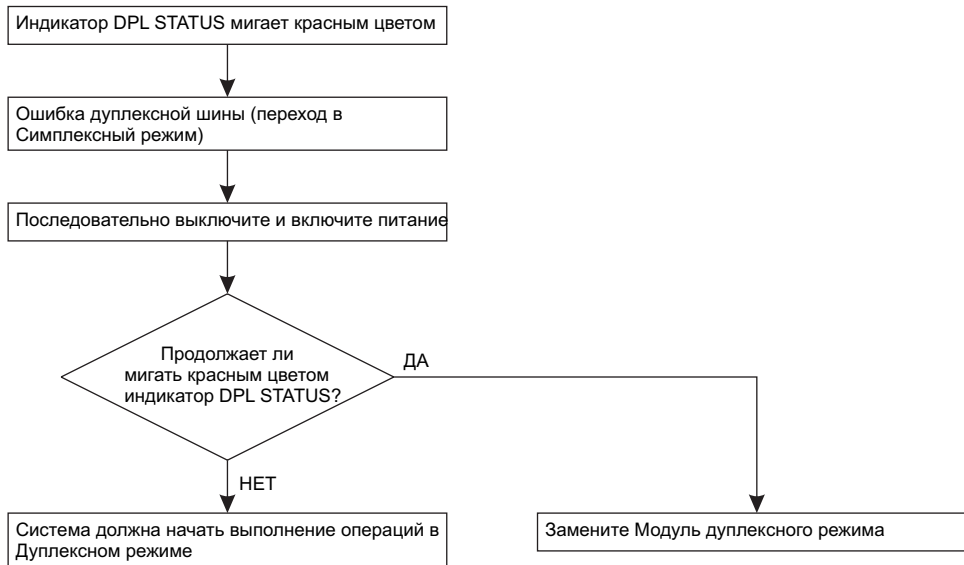 Индикатор DPL STATUS мигает красным цветом
Ошибка дуплексной шины (переход в
Симплексный режим)
Последовательно выключите и включите питание
Продолжает ли
мигать красным цветом
индикатор DPL STATUS?
ДА
НЕТ
Система должна начать выполнение операций в
Дуплексном режиме
Замените Модуль дуплексного режима